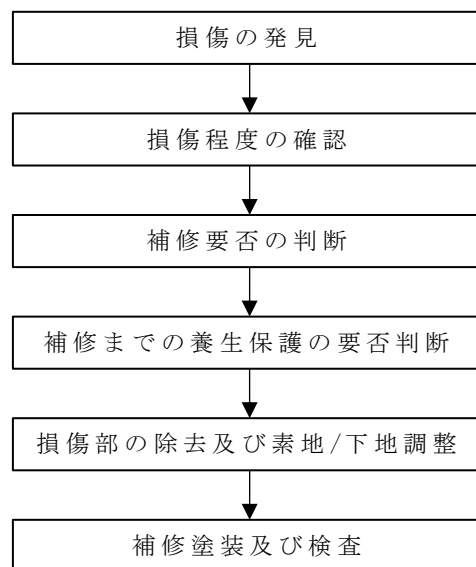 損傷の発見
損傷程度の確認
補修要否の判断
補修までの養生保護の要否判断
損傷部の除去及び素地/下地調整
補修塗装及び検査